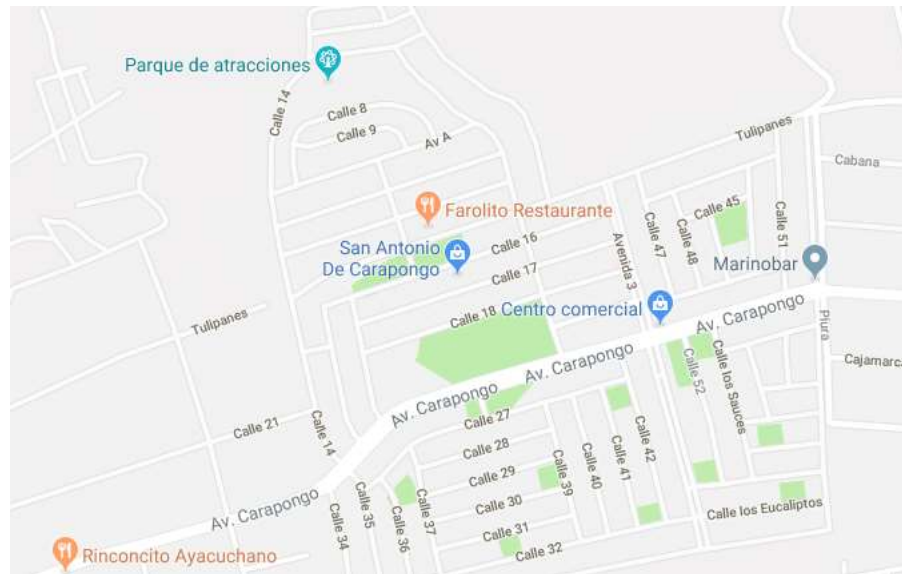 Parque de atracciones
Calle 14
Calle 8
Calle 9
Av A
Tulipanes
Cabana
Farolito Restaurante
Calle 45
Calle 51
San Antonio
De Carapongo
Calle 16
Avenida 3
Calle 47
Calle 48
Calle 17
Marinobar
Tulipanes
Calle 18
Centro comercial
Av. Carapongo
Piura
Av. Carapongo
Calle 52
Calle los Sauces
Cajamarca
Av. Carapongo
Calle 27
Calle 21
Calle 14
Calle 28
Calle 42
Calle 29
Calle 39
Calle 40
Calle 41
Calle 30
Av. Carapongo
Calle 34
Calle 35
Calle 36
Calle 37
Calle 31
Calle 32
Calle los Eucaliptos
Rinconcito Ayacuchano